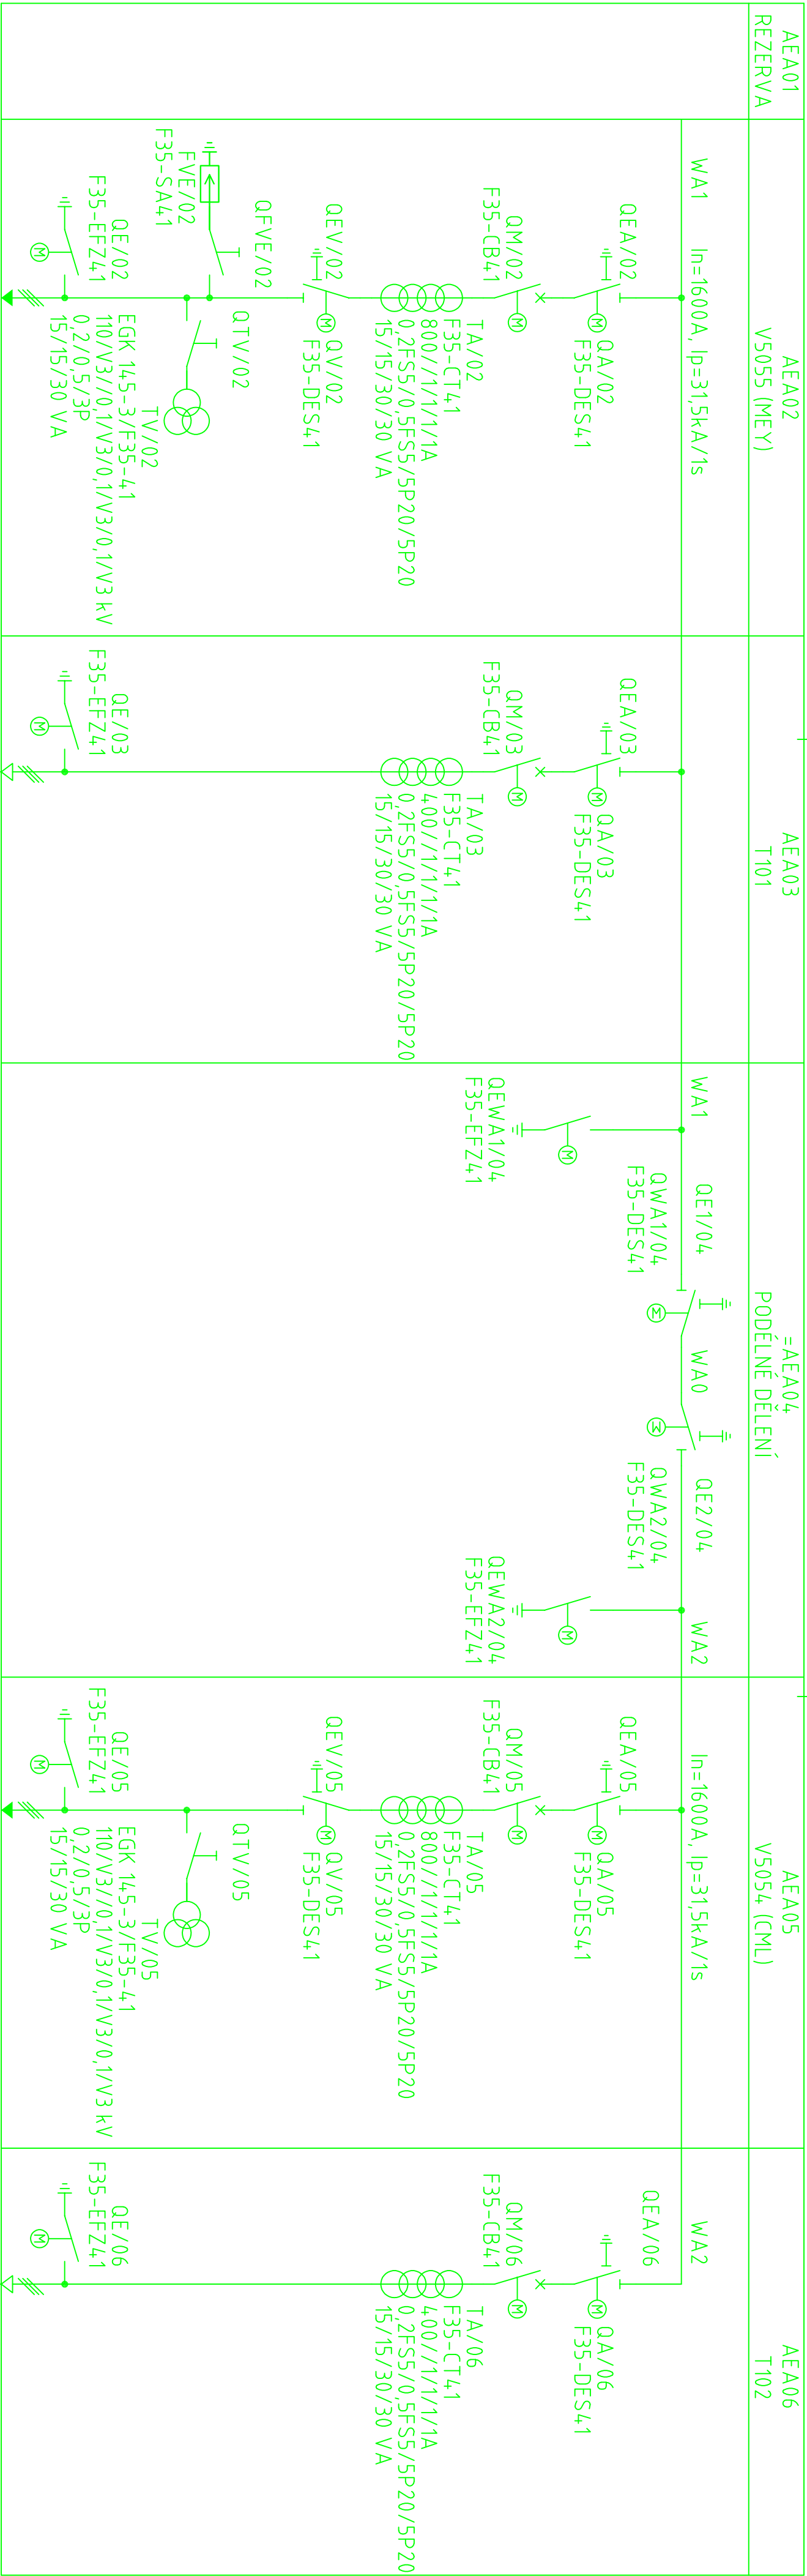 AEA01
REZERVA
AEA02
V5055 (MEY)
WA1
In=1600A, Ip=31,5kA/1s
QEA/02
QA/02
F35-DES41
QM/02
F35-CB41
TA/02
F35-CT41
800//1/1/1/1A
0,2FS5/0,5FS5/5P20/5P20
15/15/30/30 VA
QEV/02
QV/02
F35-DES41
QFVE/02
FVE/02
F35-SA41
QTV/02
TV/02
EGK 145-3/F35-41
110/V3//0,1/V3/0,1/V3 kV
0,2/0,5/3P
15/15/30 VA
QE/02
F35-EFZ41
M
M
M
M
AEA03
T101
QEA/03
QA/03
F35-DES41
QM/03
F35-CB41
TA/03
F35-CT41
400//1/1/1/1A
0,2FS5/0,5FS5/5P20/5P20
15/15/30/30 VA
QE/03
F35-EFZ41
M
M
M
=AEA04
PODÉLNÉ DĚLENÍ
WA1
QE1/04
QWA1/04
F35-DES41
WA0
QE2/04
QWA2/04
F35-DES41
WA2
QEWA1/04
F35-EFZ41
QEWA2/04
F35-EFZ41
M
M
M
M
AEA05
V5054 (CML)
In=1600A, Ip=31,5kA/1s
QEA/05
QA/05
F35-DES41
QM/05
F35-CB41
TA/05
F35-CT41
800//1/1/1/1A
0,2FS5/0,5FS5/5P20/5P20
15/15/30/30 VA
QEV/05
QV/05
F35-DES41
QTV/05
TV/05
EGK 145-3/F35-41
110/V3//0,1/V3/0,1/V3 kV
0,2/0,5/3P
15/15/30 VA
QE/05
F35-EFZ41
M
M
M
M
AEA06
T102
WA2
QEA/06
QA/06
F35-DES41
QM/06
F35-CB41
TA/06
F35-CT41
400//1/1/1/1A
0,2FS5/0,5FS5/5P20/5P20
15/15/30/30 VA
QE/06
F35-EFZ41
M
M
M